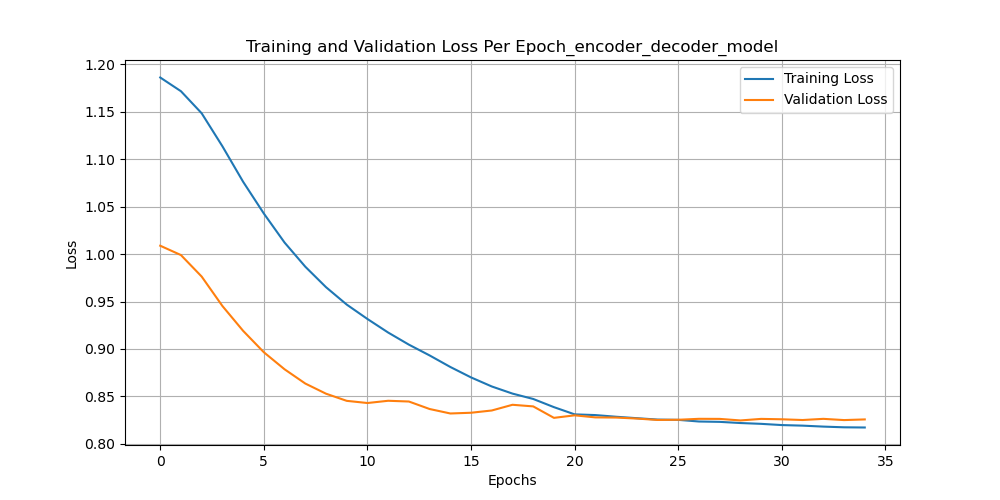 Training and Validation Loss Per Epoch_encoder_decoder_model
Training Loss
Validation Loss
1.20
1.15
1.10
1.05
1.00
0.95
0.90
0.85
0.80
Loss
0 5 10 15 20 25 30 35
Epochs